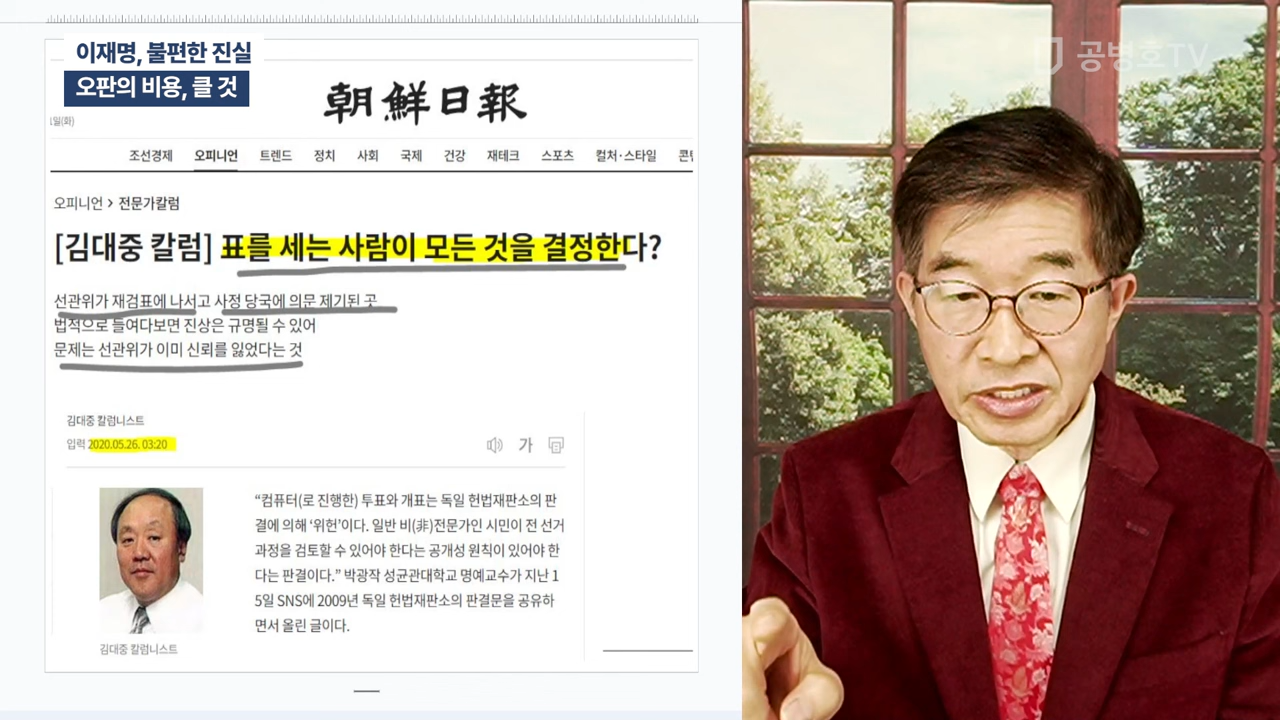 이재명, 불편한 진실
오판의 비용, 클 것
공병호TV
朝鮮日報
1일(화)
조선경제 오피니언 트렌드 정치 사회 국제 건강 재테크 스포츠 컬처·스타일
오피니언 > 전문가칼럼
[김대중 칼럼] 표를 세는 사람이 모든 것을 결정한다?
선관위가 재검표에 나서고 사정 당국에 의문 제기된 곳
법적으로 들여다보면 진상은 규명될 수 있어
문제는 선관위가 이미 신뢰를 잃었다는 것
김대중 칼럼니스트
입력 2020.05.26. 03:20
가
“컴퓨터(로 진행한) 투표와 개표는 독일 헌법재판소의 판
결에 의해 ‘위헌’이다. 일반 비(非)전문가인 시민이 전 선거
과정을 검토할 수 있어야 한다는 공개성 원칙이 있어야 한
다는 판결이다.” 박광작 성균관대학교 명예교수가 지난 1
5일 SNS에 2009년 독일 헌법재판소의 판결문을 공유하
면서 올린 글이다.
김대중 칼럼니스트